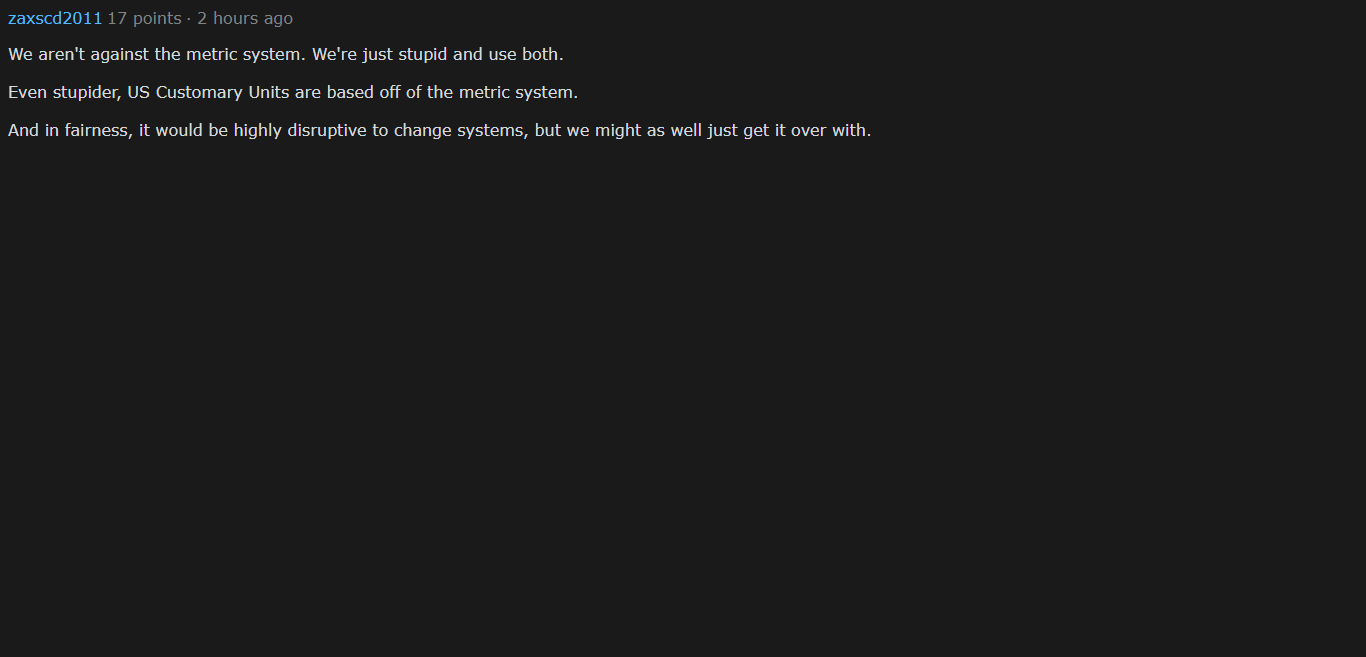 zaxscd2011 17 points · 2 hours ago
We aren't against the metric system. We're just stupid and use both.
Even stupider, US Customary Units are based off of the metric system.
And in fairness, it would be highly disruptive to change systems, but we might as well just get it over with.